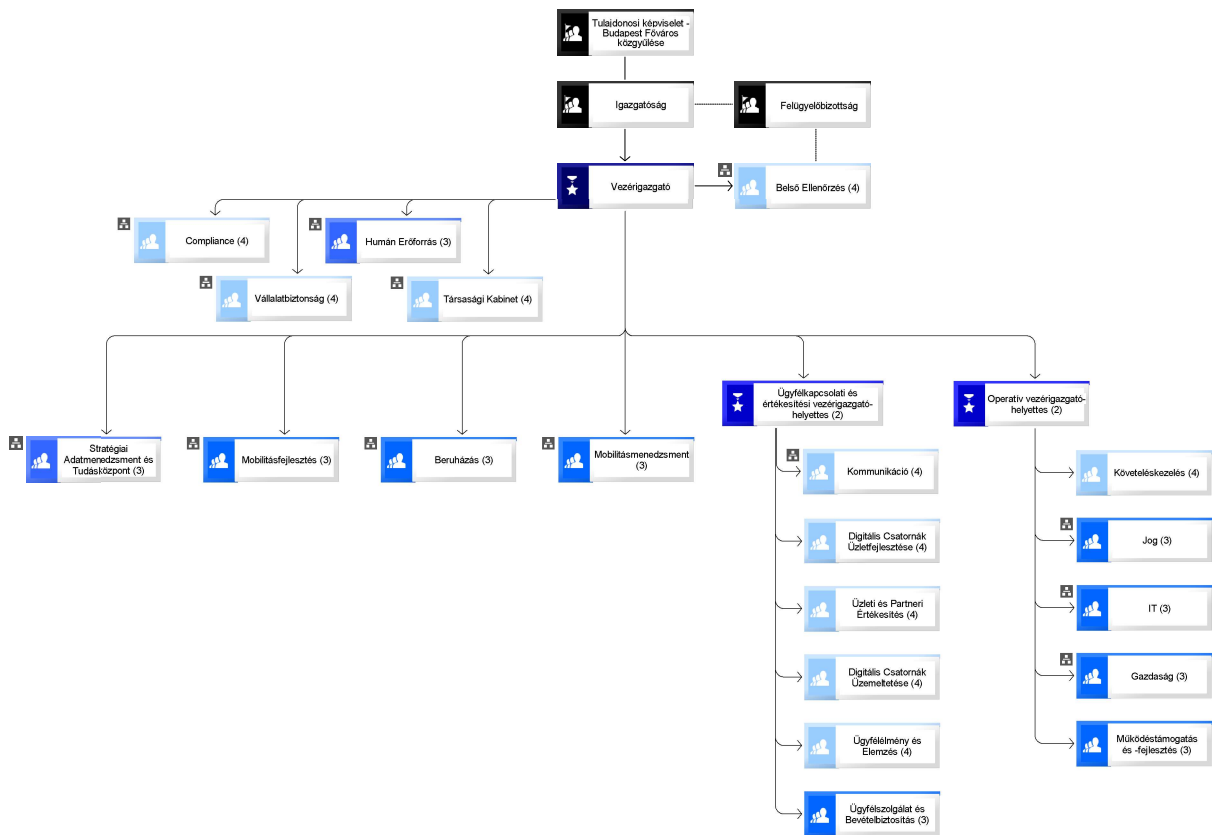 Tulajdonosi képviselet -
Budapest Főváros
közgyűlése
Igazgatóság
Felügyelőbizottság
Vezérigazgató
Belső Ellenőrzés (4)
Compliance (4)
Humán Erőforrás (3)
Vállalatbiztonság (4)
Társasági Kabinet (4)
Ügyfélkapcsolati és
értékesítési vezérigazgató-
helyettes (2)
Operatív vezérigazgató-
helyettes (2)
Stratégiai
Adatmenedzsment és
Tudásközpont (3)
Mobilitásfejlesztés (3)
Beruházás (3)
Mobilitásmenedzsment
(3)
Kommunikáció (4)
Követeléskezelés (4)
Digitális Csatornák
Üzletfejlesztése (4)
Jog (3)
Üzleti és Partneri
Értékesítés (4)
IT (3)
Digitális Csatornák
Üzemeltetése (4)
Gazdaság (3)
Ügyfélélmény és
Elemzés (4)
Működéstámogatás
és -fejlesztés (3)
Ügyfélszolgálat és
Bevételbiztosítás (3)